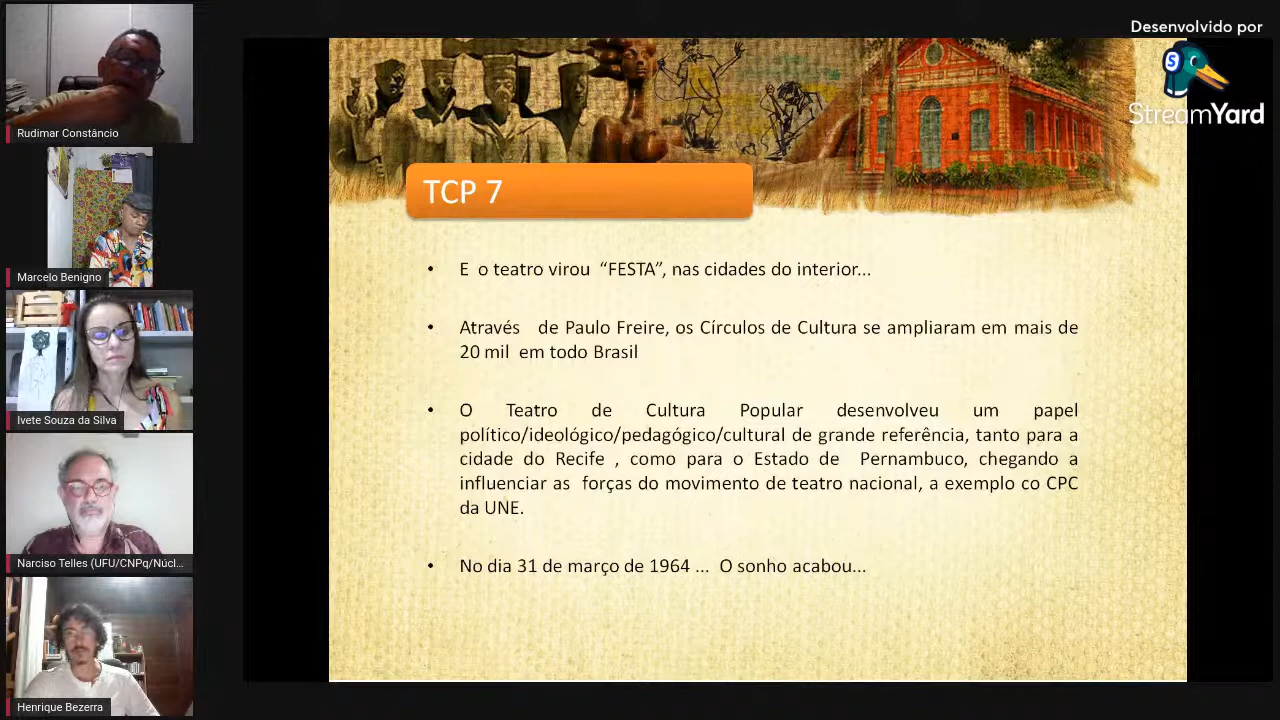 Desenvolvido por
S
StreamYard
Rudimar Constâncio
Marcelo Benigno
Ivete Souza da Silva
Narciso Telles (UFU/CNPq/Núcl...
Henrique Bezerra
TCP 7
• E o teatro virou “FESTA”, nas cidades do interior...
• Através de Paulo Freire, os Círculos de Cultura se ampliaram em mais de
20 mil em todo Brasil
• O Teatro de Cultura Popular desenvolveu um papel
político/ideológico/pedagógico/cultural de grande referência, tanto para a
cidade do Recife , como para o Estado de Pernambuco, chegando a
influenciar as forças do movimento de teatro nacional, a exemplo co CPC
da UNE.
• No dia 31 de março de 1964 ... O sonho acabou...